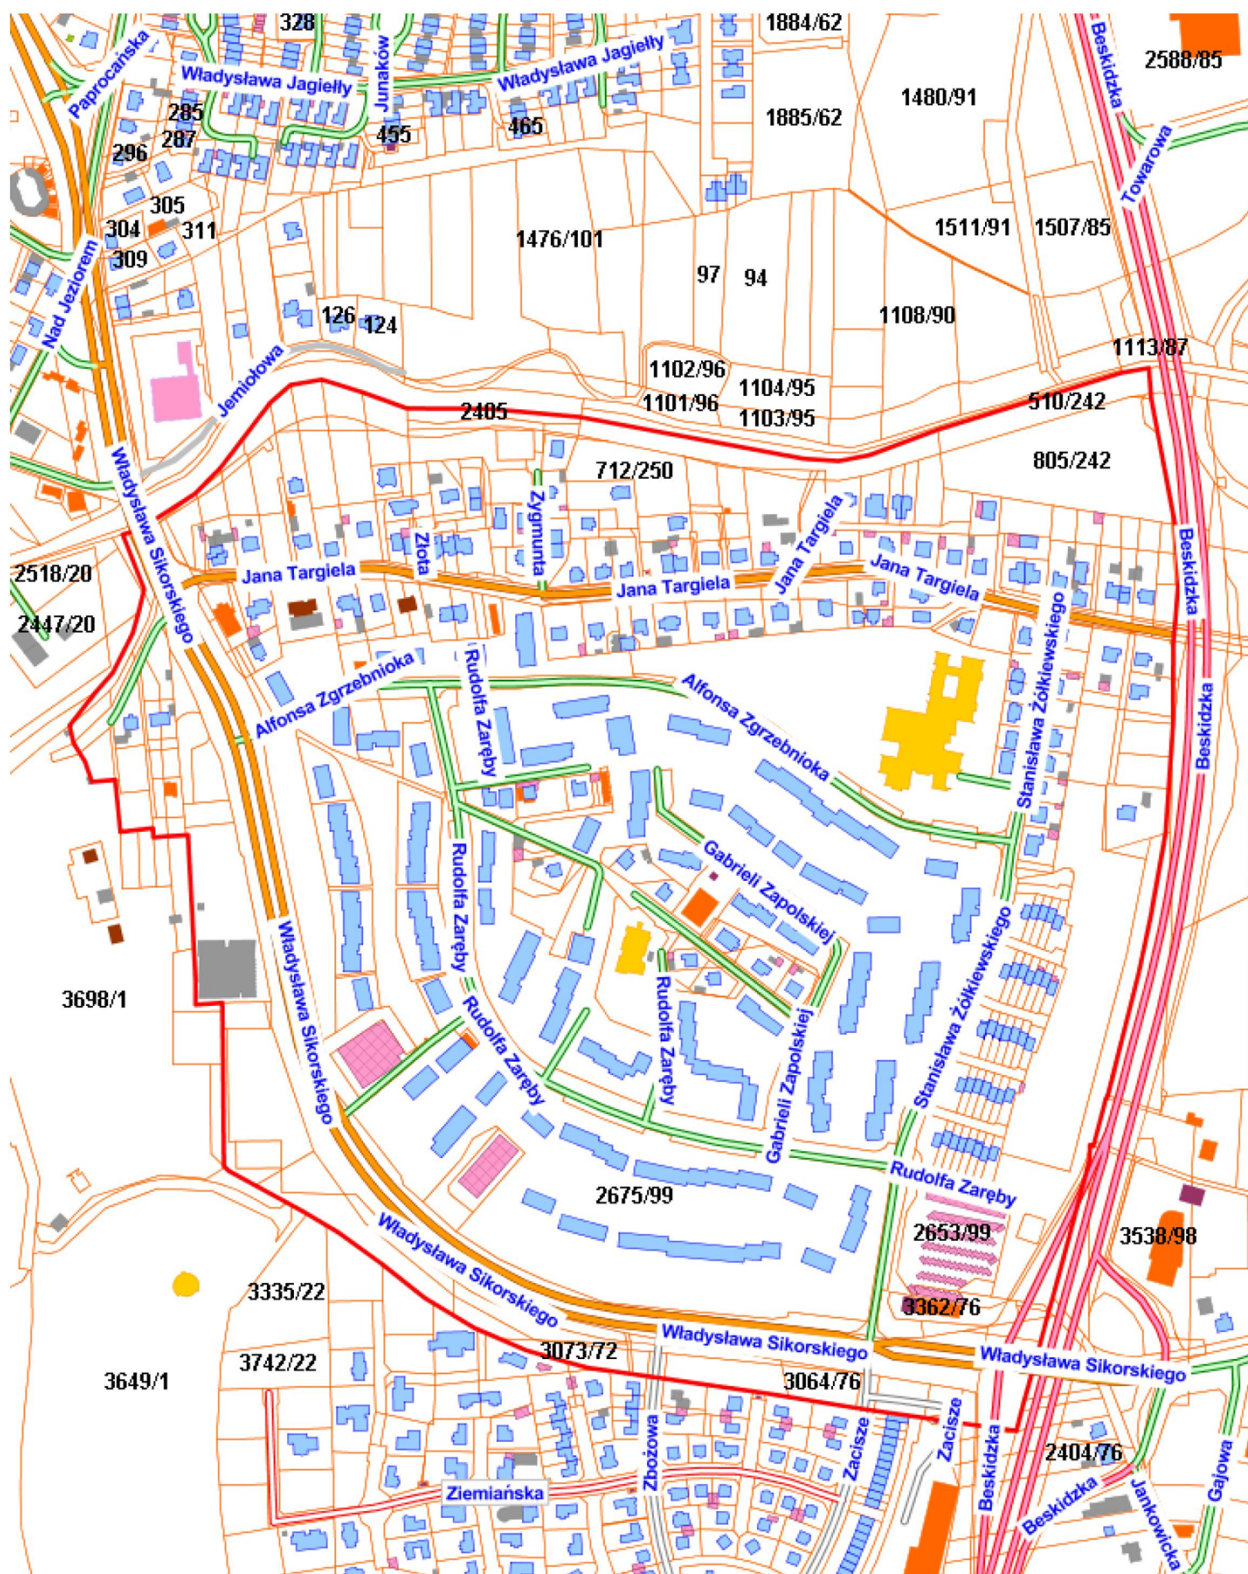 328
1884/62
Beskidzka
2588/85
Paprocańska
Władysława Jagiełły
Junaków
Władysława Jagiełły
1480/91
285
287
296
455
465
1885/62
Towarowa
305
304
311
309
1476/101
1511/91
1507/85
97
94
Nad Jeziorem
126
124
1108/90
1113/87
Jemiołowa
1102/96
1104/95
1101/96
1103/95
2405
510/242
Władysława Sikorskiego
712/250
805/242
Zygmunta
Złota
Jana Targiela
Beskidzka
2518/20
Jana Targiela
Jana Targiela
Jana Targiela
2447/20
Stanisława Żółkiewskiego
Alfonsa Zgrzebnioka
Rudolfa Zaręby
Alfonsa Zgrzebnioka
Beskidzka
Rudolfa Zaręby
Gabrieli Zapolskiej
Władysława Sikorskiego
Stanisława Żółkiewskiego
3698/1
Rudolfa Zaręby
Rudolfa Zaręby
Gabrieli Zapolskiej
Rudolfa Zaręby
2675/99
2653/99
3538/98
Władysława Sikorskiego
3335/22
3362/76
3742/22
3073/72
Władysława Sikorskiego
Władysława Sikorskiego
3649/1
3064/76
Zbożowa
Zacisze
Zacisze
Beskidzka
2404/76
Ziemiańska
Beskidzka
Jankowicka
Gajowa